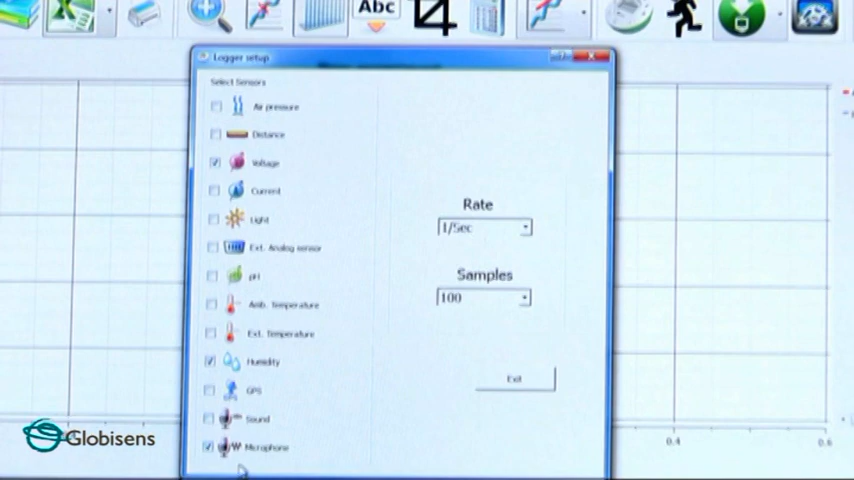 Abc
Logger setup
Select Sensors
Air pressure
Distance
Voltage
Current
Light
Ext. Analog sensor
pH
Amb. Temperature
Ext. Temperature
Humidity
GPS
Sound
Microphone
Rate
1/Sec
Samples
100
Exit
0.4
0.6
Globisens